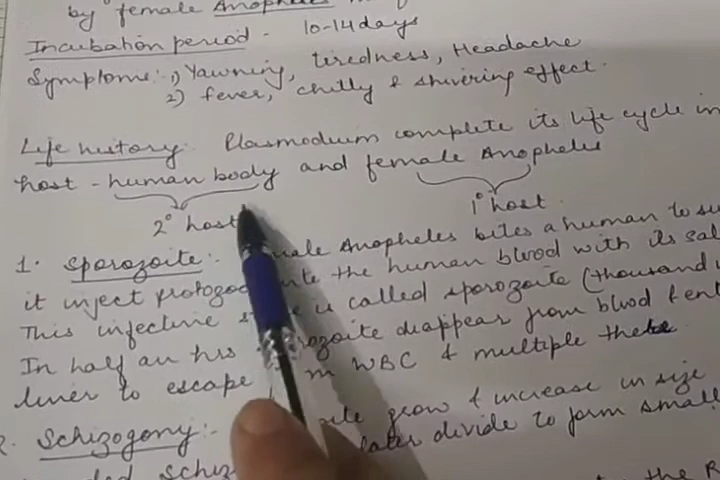 by female Anopheles
Incubation period - 10-14 days
Symptoms:- 1) Yawning, tiredness, Headache
2) fever, chilly & shivering effect.
Life history: Plasmodium complete its life cycle in
host - human body and female Anopheles
2° host 1° host
1. Sporozoite:- Anopheles bites a human to
it inject protozoa the human blood with its
This infective is called sporozoite (thousand
In half an hrs disappear from blood & ent
liver to escape WBC & multiple there
2. Schizogony:- grow & increase in size
later divide to form small
Schiz
the R